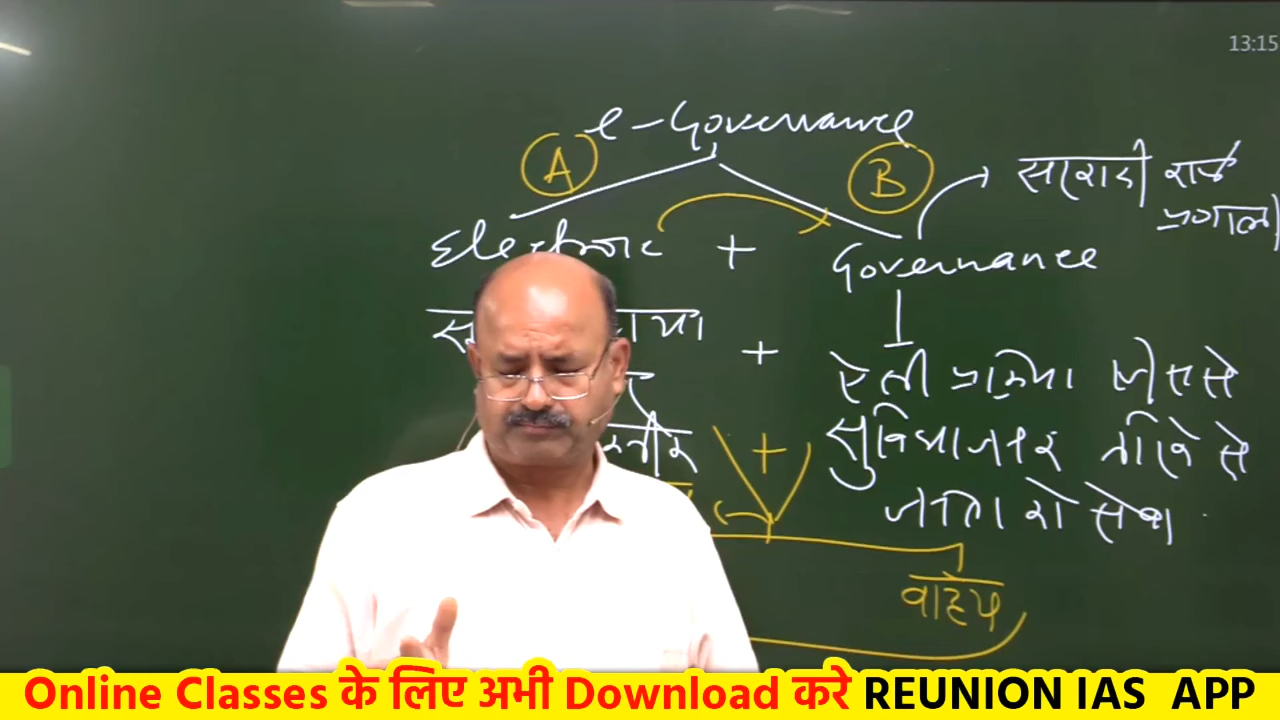 13:15
e-Governance
A B
सरकारी कार्य
प्रणाली
Electronic + Governance
+
ऐसी प्रक्रिया जिससे
सुविधाजनक तरीके से
+
जनता को सेवा
बाह्य
Online Classes के लिए अभी Download करे REUNION IAS APP